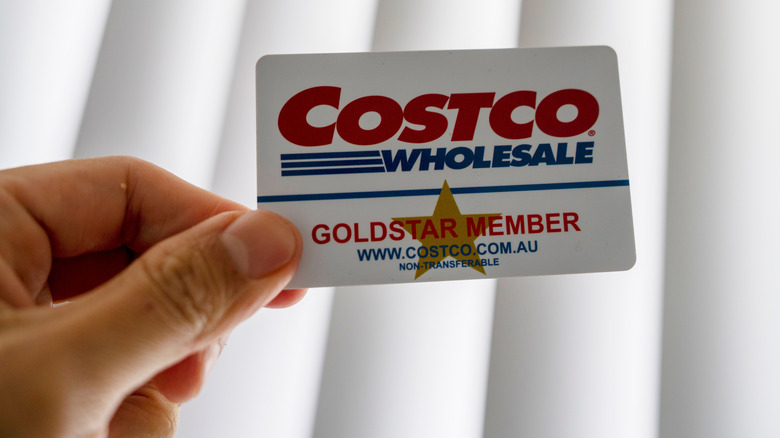 COSTCO®
WHOLESALE
GOLDSTAR MEMBER
WWW.COSTCO.COM.AU
NON-TRANSFERABLE